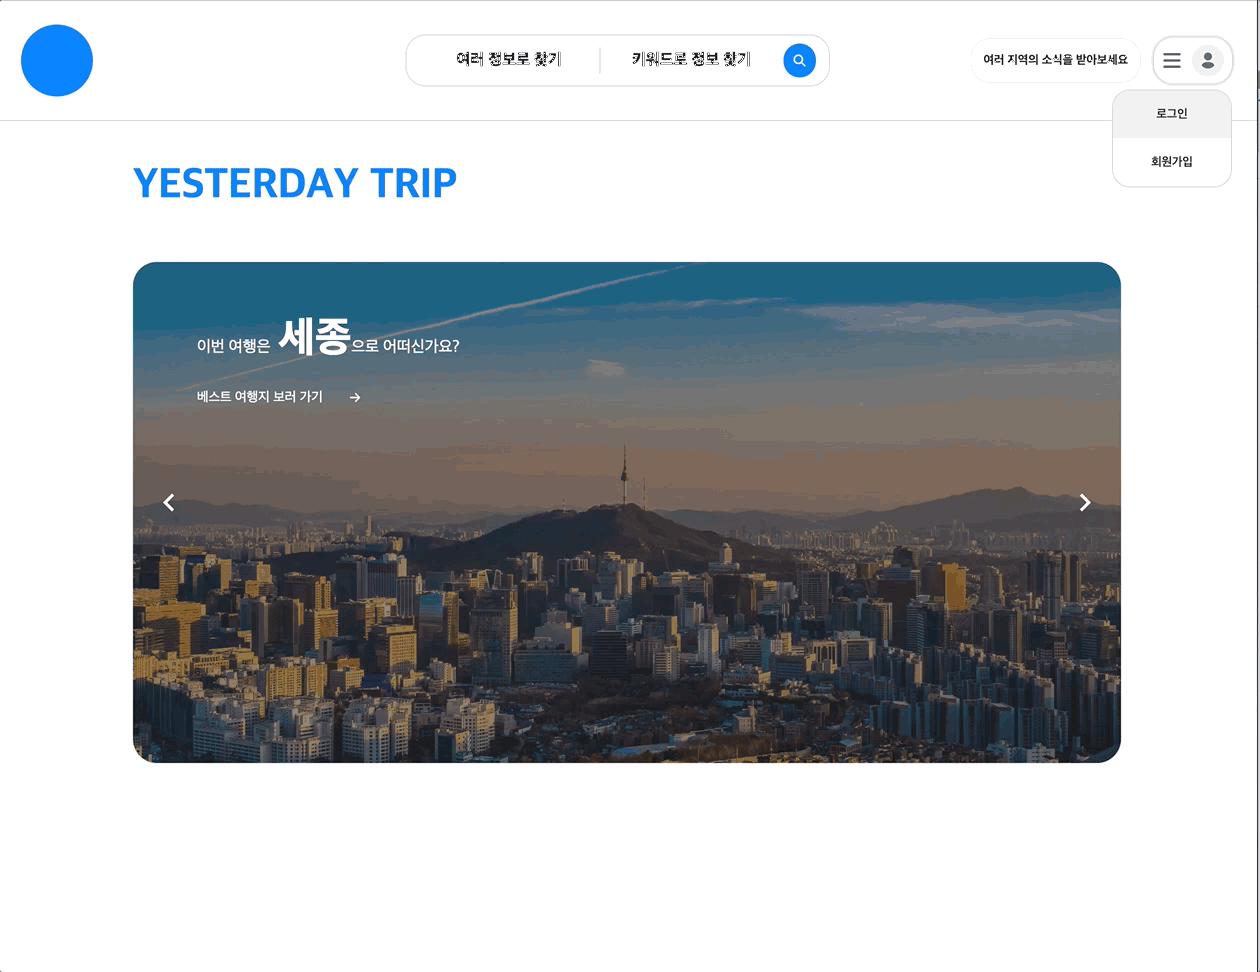 여러 정보로 찾기
키워드로 정보 찾기
여러 지역의 소식을 받아보세요
로그인
회원가입
YESTERDAY TRIP
이번 여행은 세종으로 어떠신가요?
베스트 여행지 보러 가기 →